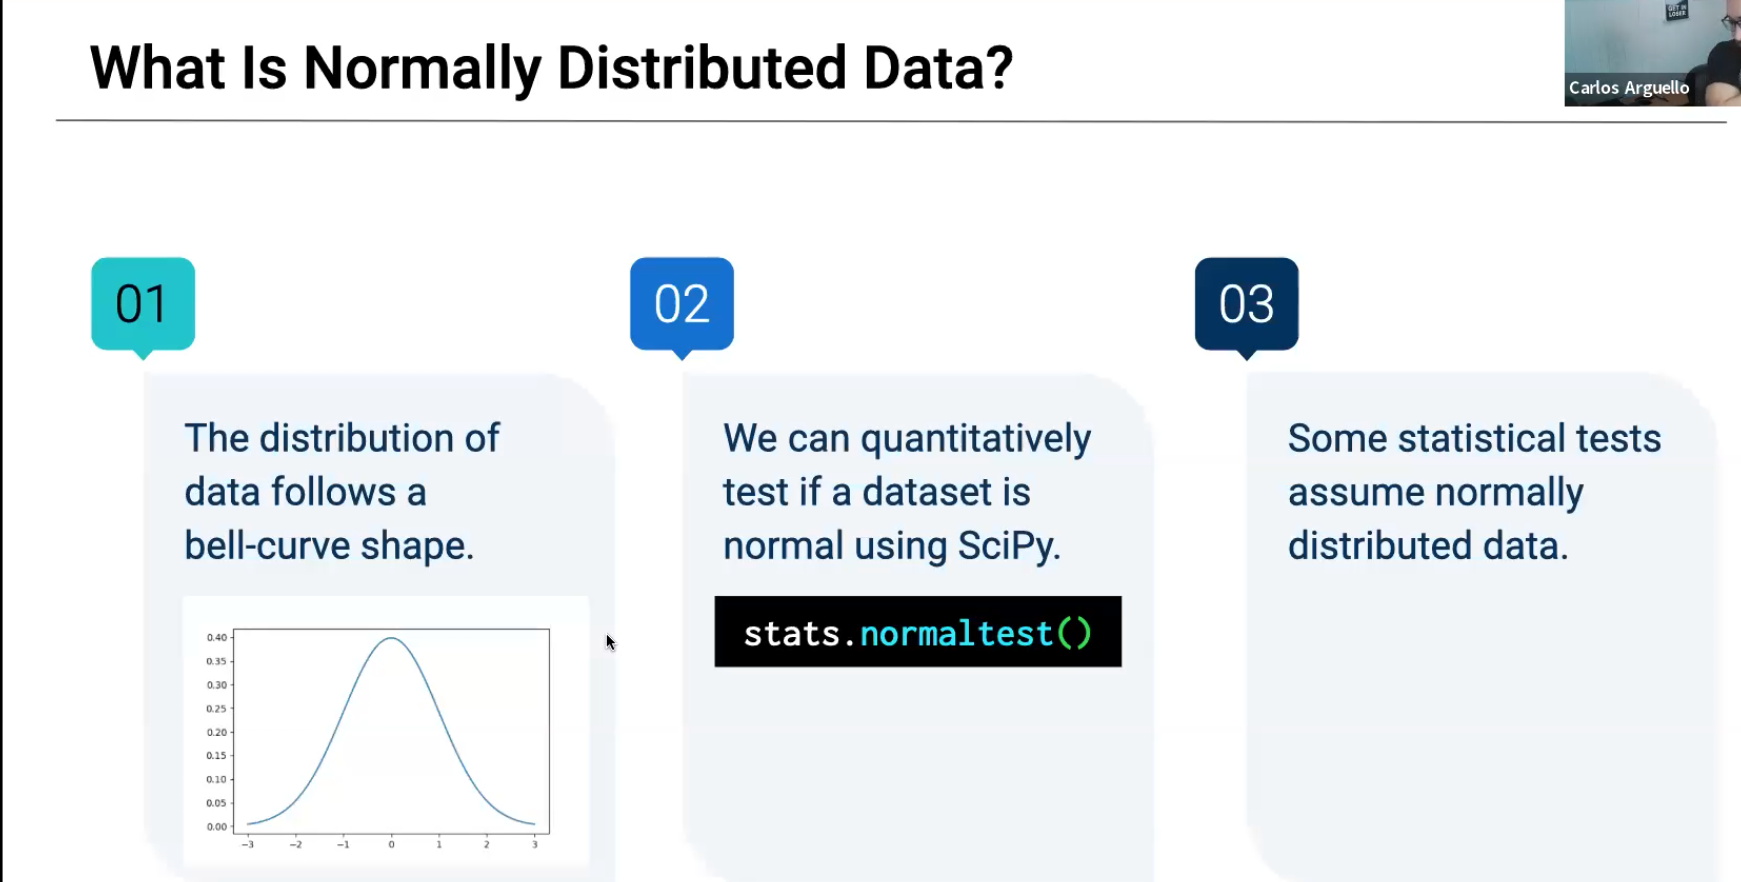 What Is Normally Distributed Data?
GET IN
LOSER
Carlos Arguello
01
The distribution of
data follows a
bell-curve shape.
0.40
0.35
0.30
0.25
0.20
0.15
0.10
0.05
0.00
−3 −2 −1 0 1 2 3
02
We can quantitatively
test if a dataset is
normal using SciPy.
stats.normaltest()
03
Some statistical tests
assume normally
distributed data.